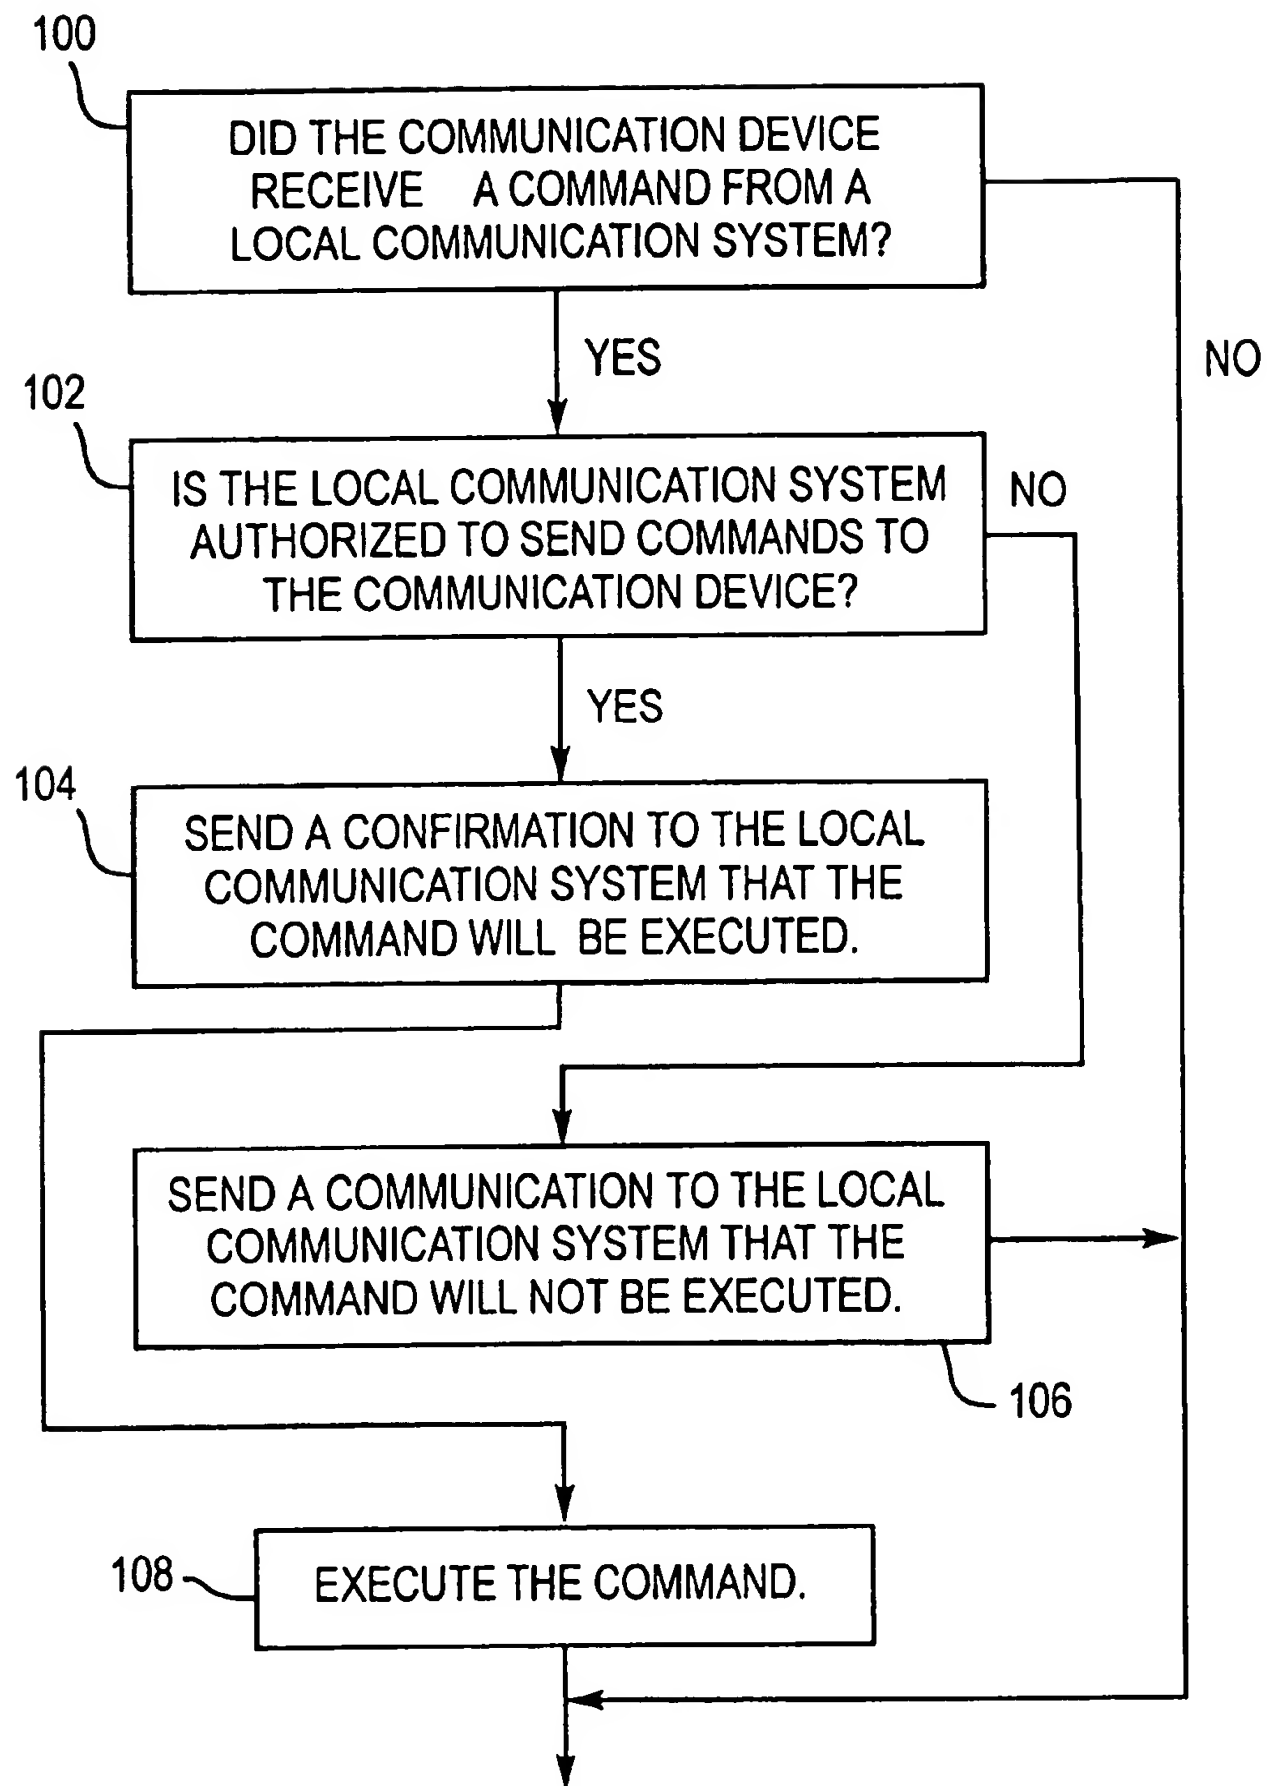 100
DID THE COMMUNICATION DEVICE
RECEIVE A COMMAND FROM A
LOCAL COMMUNICATION SYSTEM?
YES
NO
102
IS THE LOCAL COMMUNICATION SYSTEM
AUTHORIZED TO SEND COMMANDS TO
THE COMMUNICATION DEVICE?
NO
YES
104
SEND A CONFIRMATION TO THE LOCAL
COMMUNICATION SYSTEM THAT THE
COMMAND WILL BE EXECUTED.
SEND A COMMUNICATION TO THE LOCAL
COMMUNICATION SYSTEM THAT THE
COMMAND WILL NOT BE EXECUTED.
106
108
EXECUTE THE COMMAND.